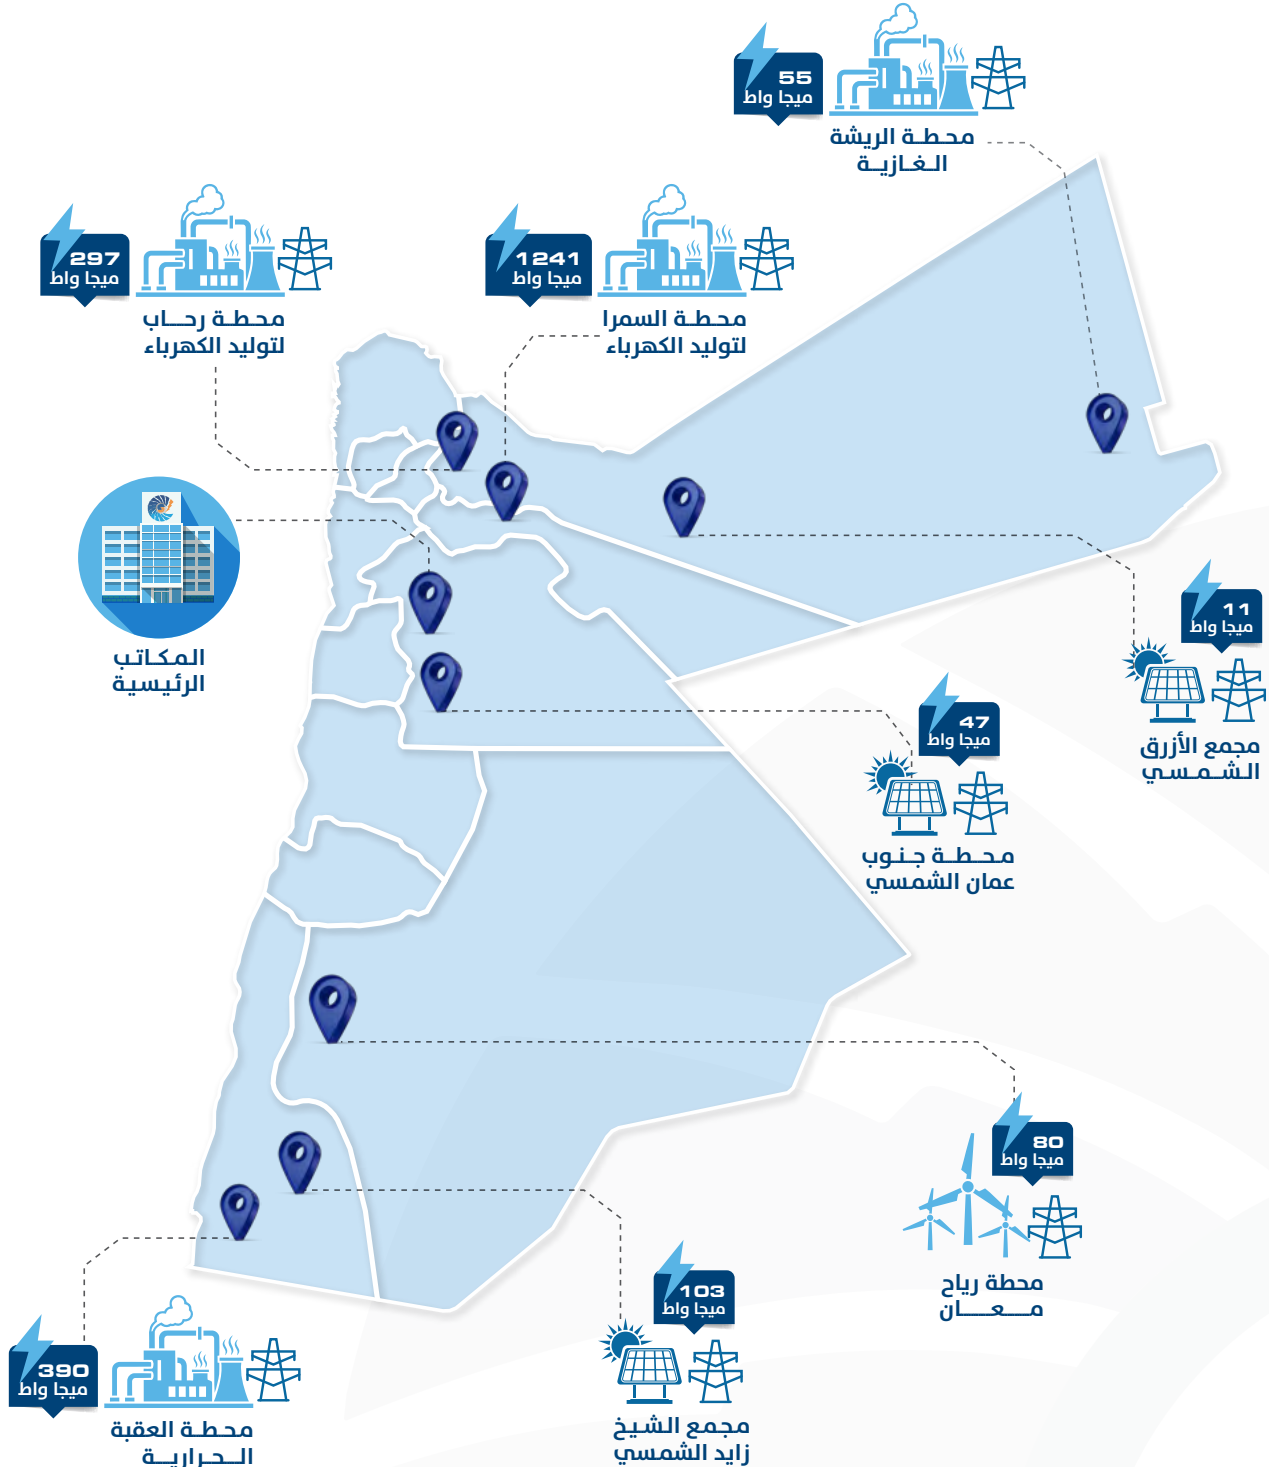 55
ميجا واط
محطة الريشة
الغازية
297
ميجا واط
محطة رحاب
لتوليد الكهرباء
1241
ميجا واط
محطة السمرا
لتوليد الكهرباء
المكاتب
الرئيسية
11
ميجا واط
مجمع الأزرق
الشمسي
47
ميجا واط
محطة جنوب
عمان الشمسي
80
ميجا واط
محطة رياح
معان
103
ميجا واط
مجمع الشيخ
زايد الشمسي
390
ميجا واط
محطة العقبة
الحرارية